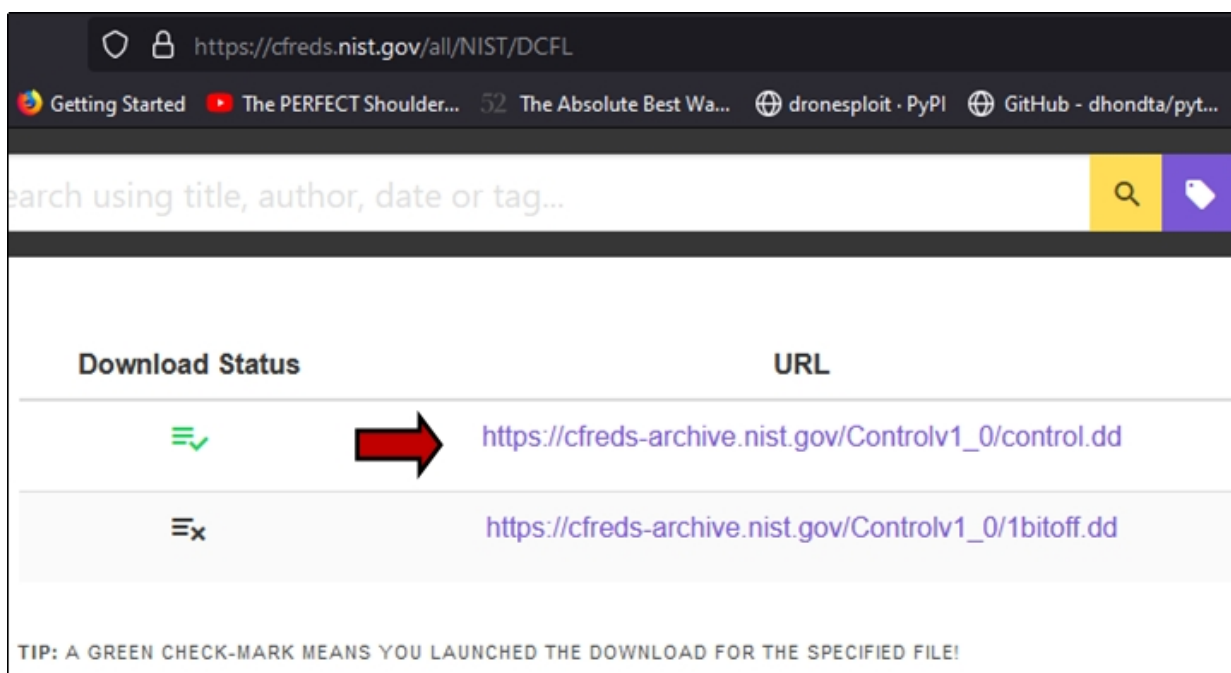 https://cfreds.nist.gov/all/NIST/DCFL
Getting Started The PERFECT Shoulder... 52 The Absolute Best Wa... dronesploit · PyPI GitHub - dhondta/pyt...
earch using title, author, date or tag...
Download Status URL
https://cfreds-archive.nist.gov/Controlv1_0/control.dd
https://cfreds-archive.nist.gov/Controlv1_0/1bitoff.dd
TIP: A GREEN CHECK-MARK MEANS YOU LAUNCHED THE DOWNLOAD FOR THE SPECIFIED FILE!